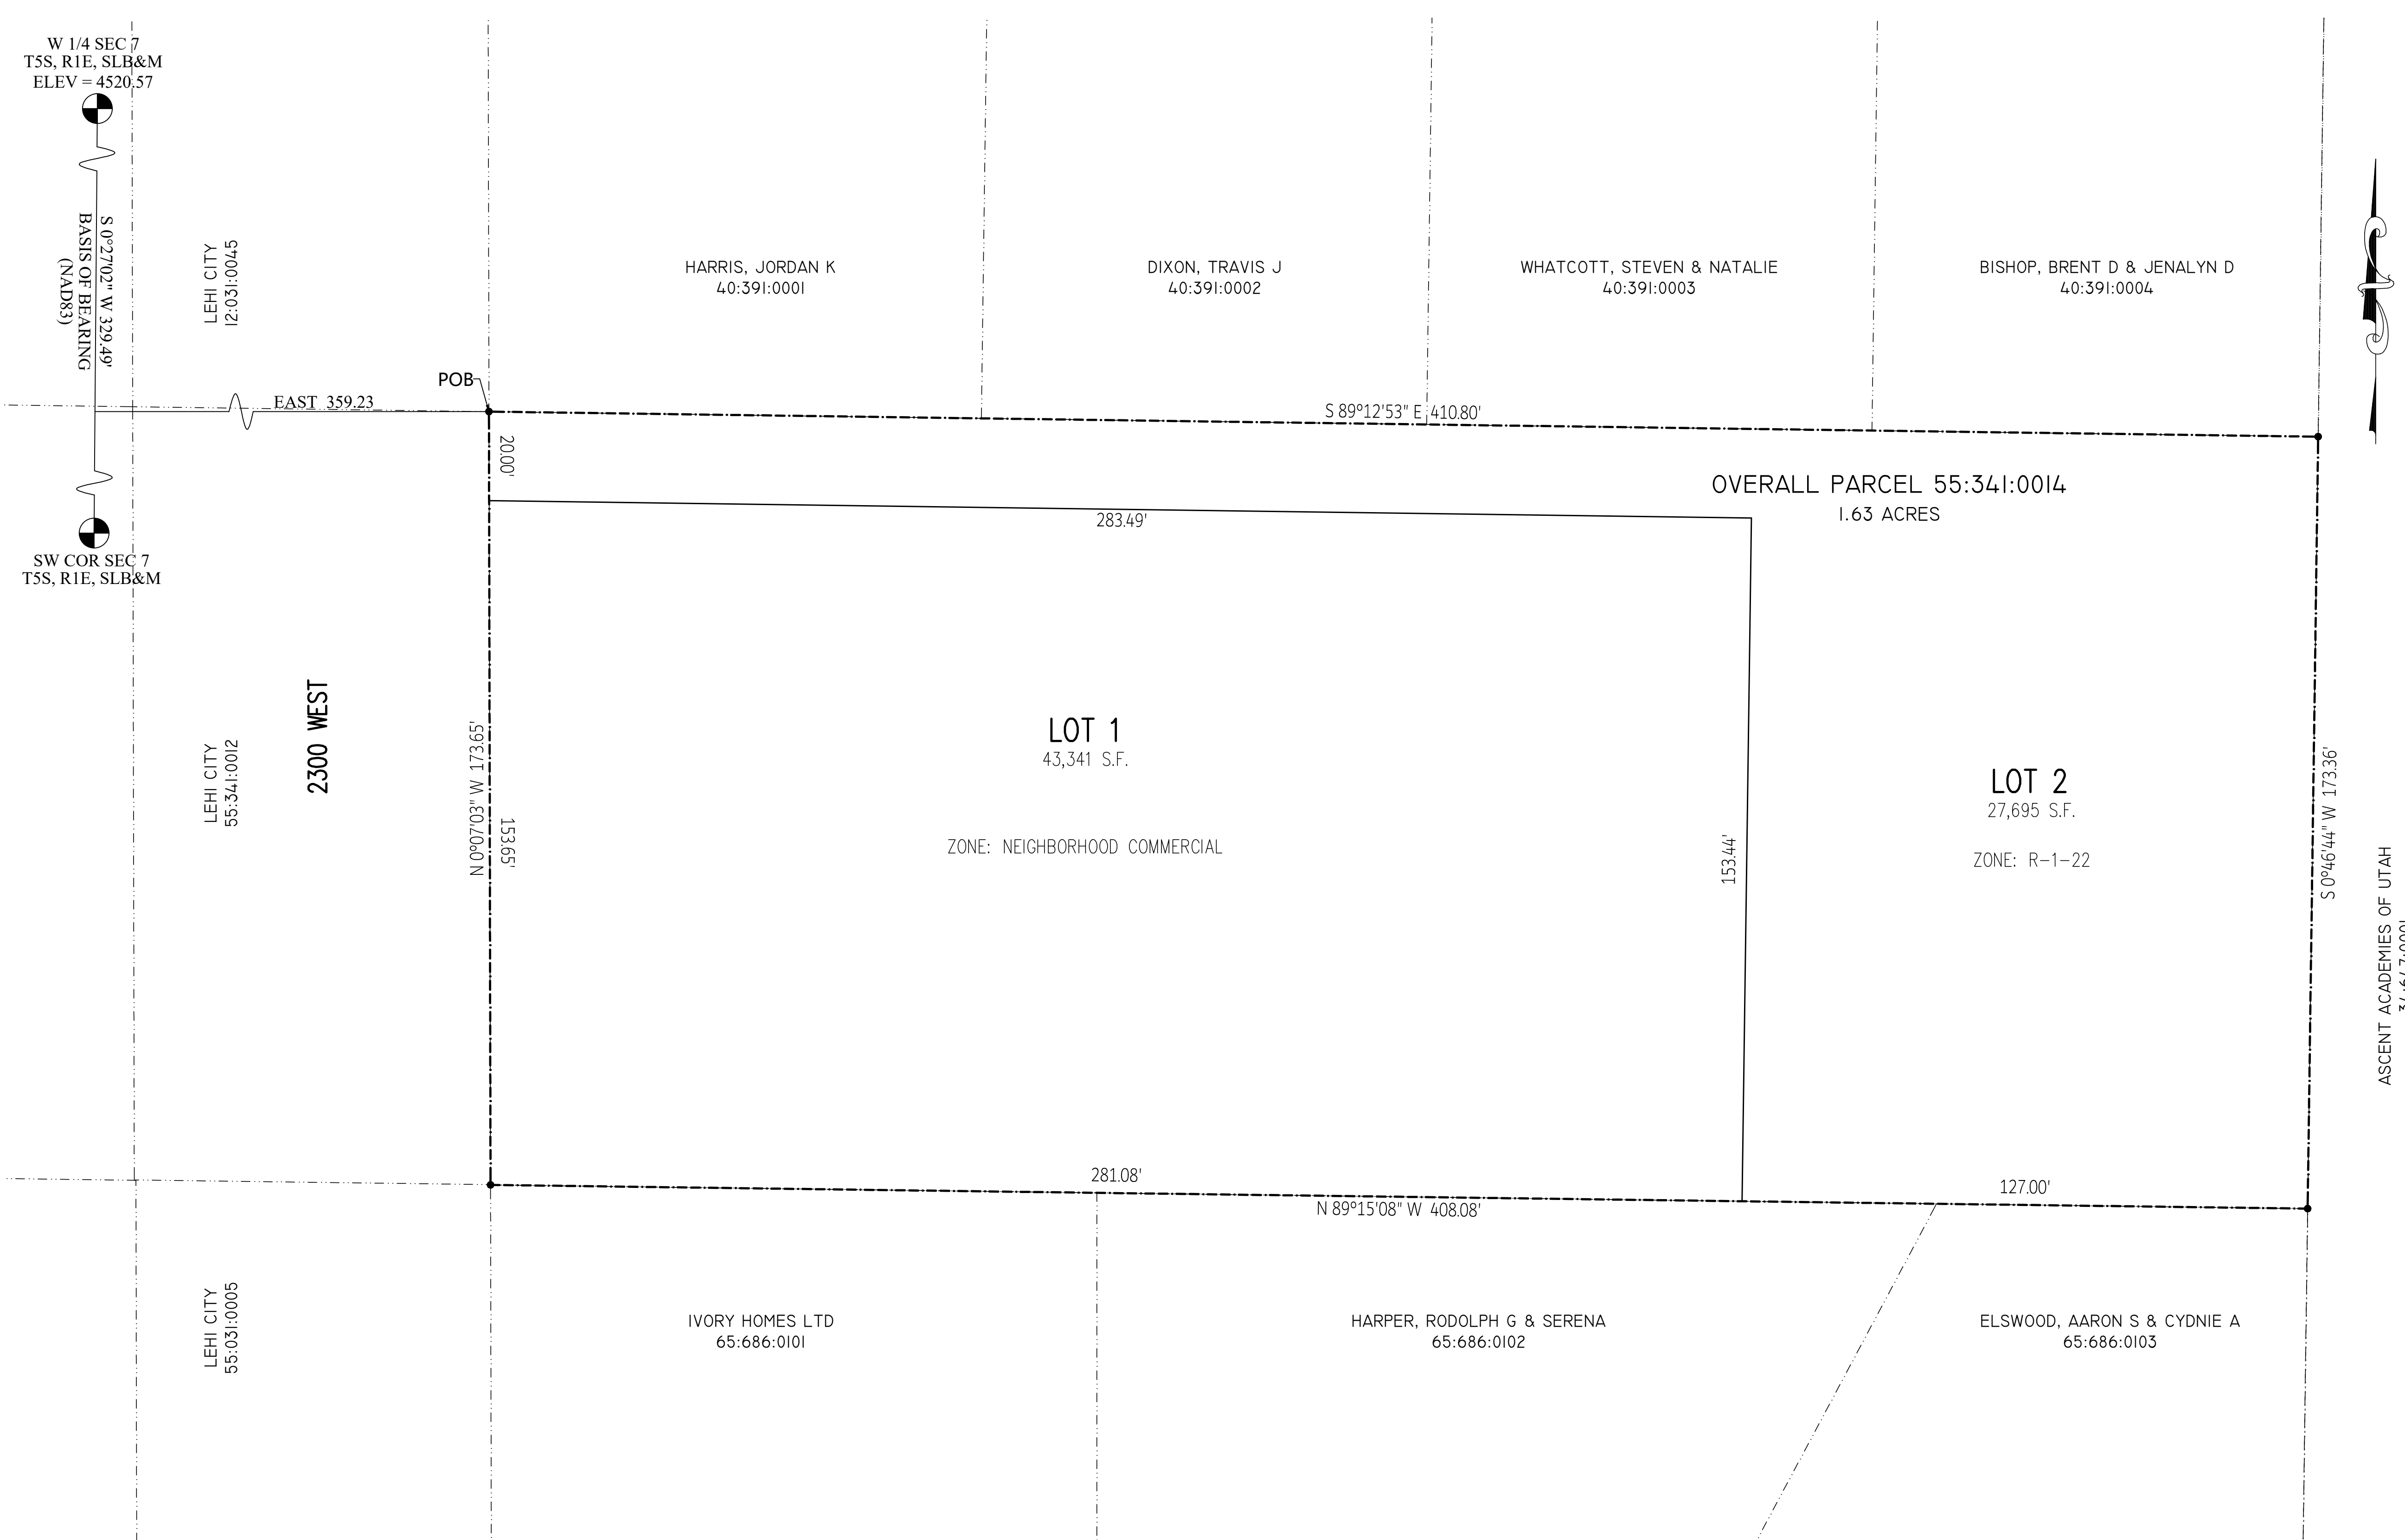 W 1/4 SEC 7
T5S, R1E, SLB&M
ELEV = 4520.57
S 0°27'02" W 329.49'
BASIS OF BEARING
(NAD83)
SW COR SEC 7
T5S, R1E, SLB&M
LEHI CITY
12:031:0045
EAST 359.23
POB
HARRIS, JORDAN K
40:391:0001
DIXON, TRAVIS J
40:391:0002
WHATCOTT, STEVEN & NATALIE
40:391:0003
BISHOP, BRENT D & JENALYN D
40:391:0004
S 89°12'53" E 410.80'
20.00'
OVERALL PARCEL 55:341:0014
1.63 ACRES
283.49'
LEHI CITY
55:341:0012
2300 WEST
N 0°07'03" W 173.65'
153.65'
LOT 1
43,341 S.F.
ZONE: NEIGHBORHOOD COMMERCIAL
153.44'
LOT 2
27,695 S.F.
ZONE: R-1-22
S 0°46'44" W 173.36'
ASCENT ACADEMIES OF UTAH
281.08'
N 89°15'08" W 408.08'
127.00'
LEHI CITY
55:031:0005
IVORY HOMES LTD
65:686:0101
HARPER, RODOLPH G & SERENA
65:686:0102
ELSWOOD, AARON S & CYDNIE A
65:686:0103